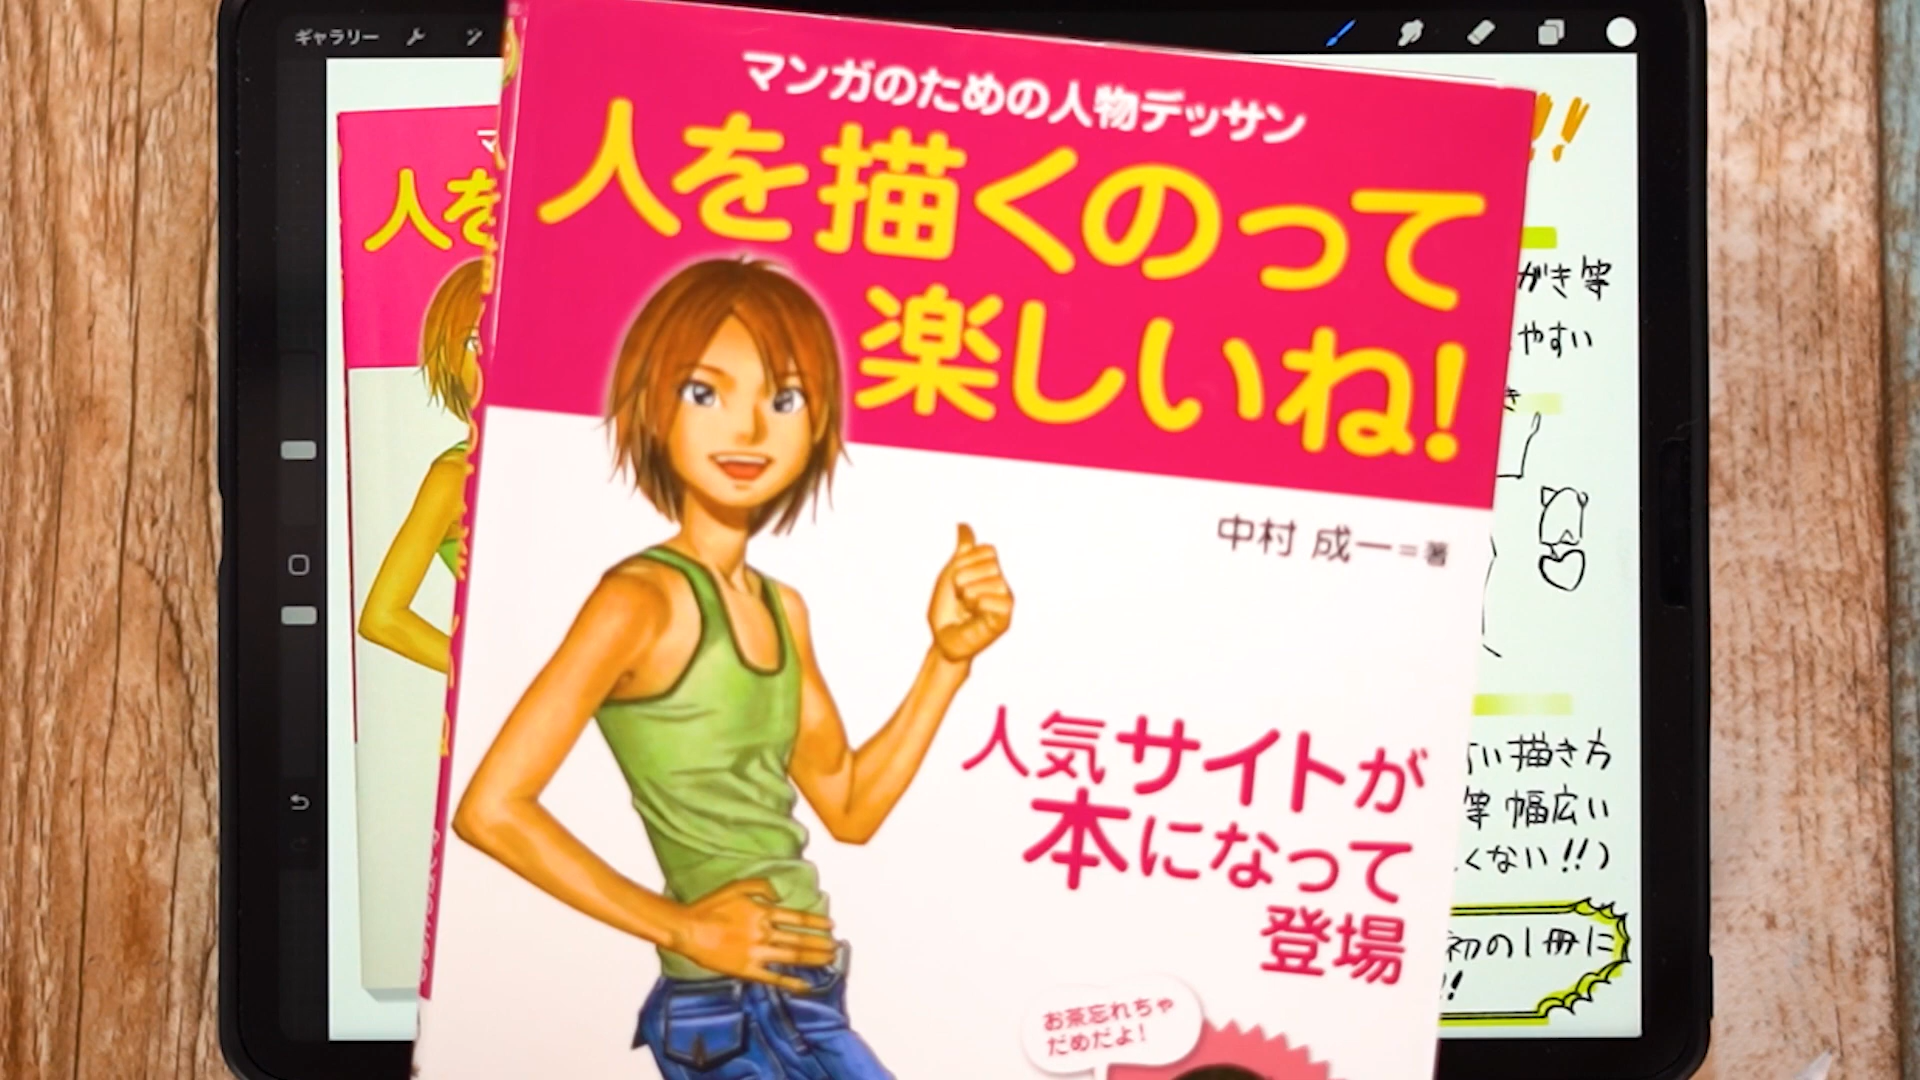 ギャラリー
マンガのための人物デッサン
人を描くのって
楽しいね!
中村 成一=著
人気サイトが
本になって
登場
お茶忘れちゃ
だめだよ!
人を
!!
がき等
やすい
き
い描き方
等 幅広い
くない!!)
初の1冊に
!!